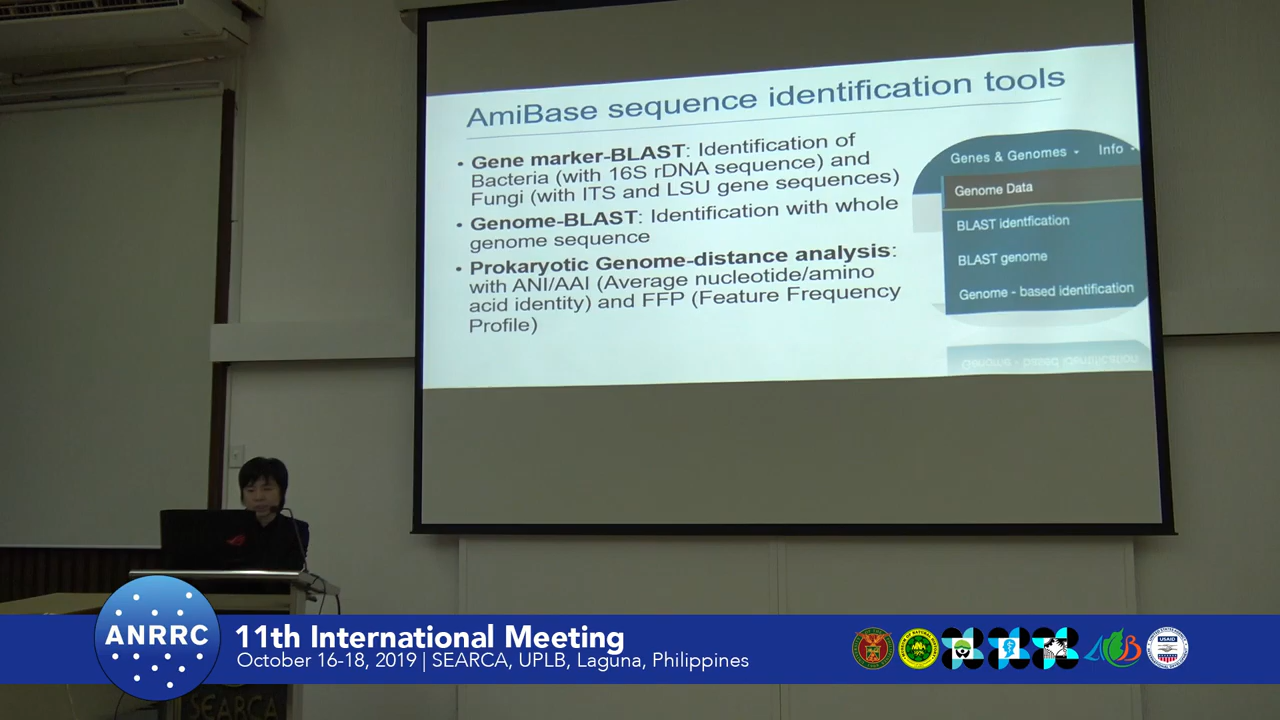 AmiBase sequence identification tools
• Gene marker-BLAST: Identification of
Bacteria (with 16S rDNA sequence) and
Fungi (with ITS and LSU gene sequences)
• Genome-BLAST: Identification with whole
genome sequence
• Prokaryotic Genome-distance analysis:
with ANI/AAI (Average nucleotide/amino
acid identity) and FFP (Feature Frequency
Profile)
Genes & Genomes
Info
Genome Data
BLAST identfication
BLAST genome
Genome - based identification
ANRRC
11th International Meeting
October 16-18, 2019 | SEARCA, UPLB, Laguna, Philippines
USAID
SEARCA